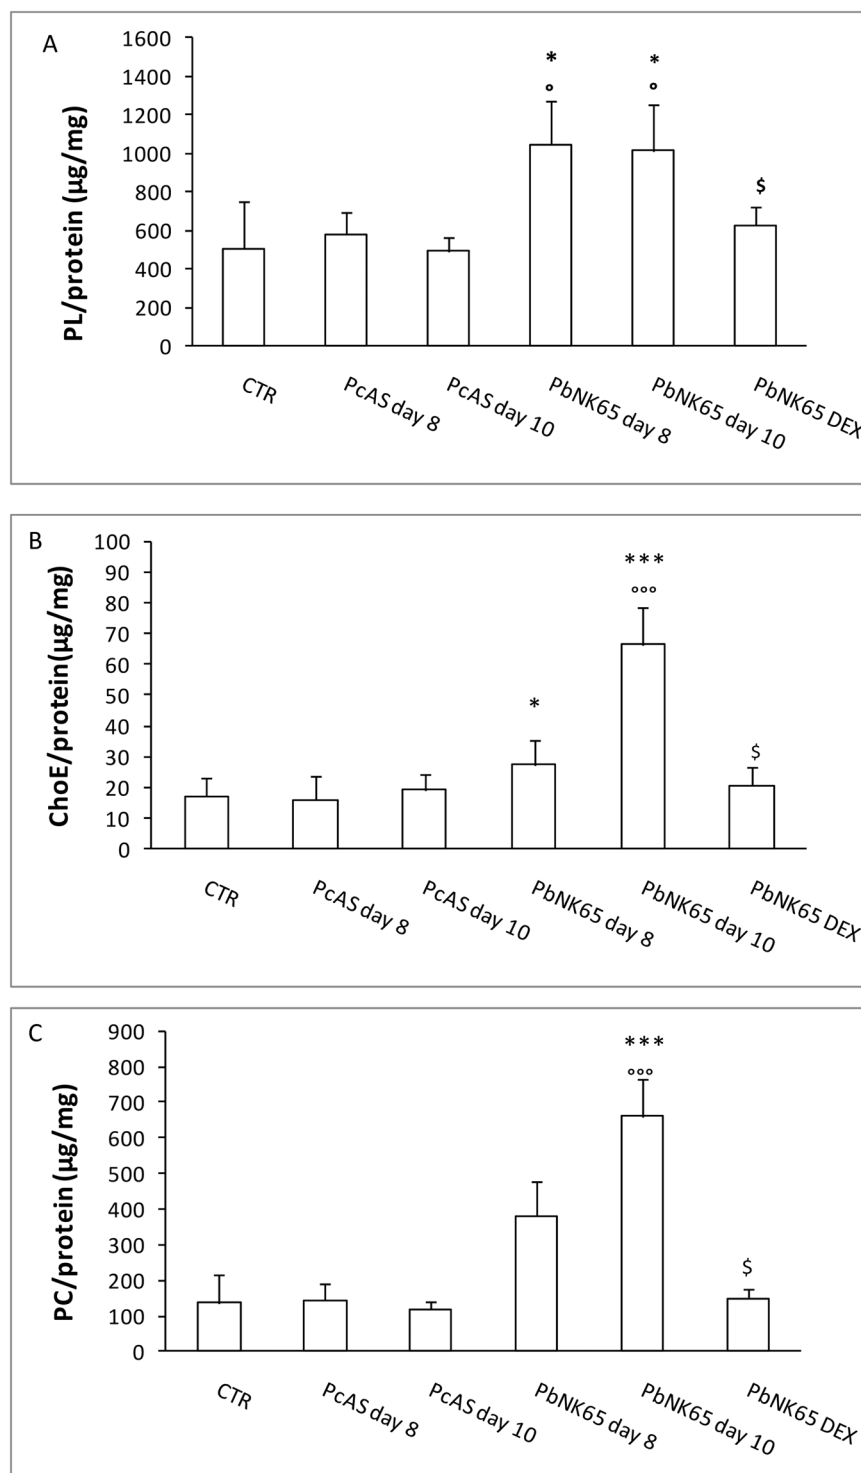 A
PL/protein (µg/mg)
1600
1400
1200
1000
800
600
400
200
0
*
°
*
°
$
CTR
PcAS day 8
PcAS day 10
PbNK65 day 8
PbNK65 day 10
PbNK65 DEX
B
ChoE/protein(µg/mg)
100
90
80
70
60
50
40
30
20
10
0
*
***
°°°
$
CTR
PcAS day 8
PcAS day 10
PbNK65 day 8
PbNK65 day 10
PbNK65 DEX
C
PC/protein (µg/mg)
900
800
700
600
500
400
300
200
100
0
***
°°°
$
CTR
PcAS day 8
PcAS day 10
PbNK65 day 8
PbNK65 day 10
PbNK65 DEX